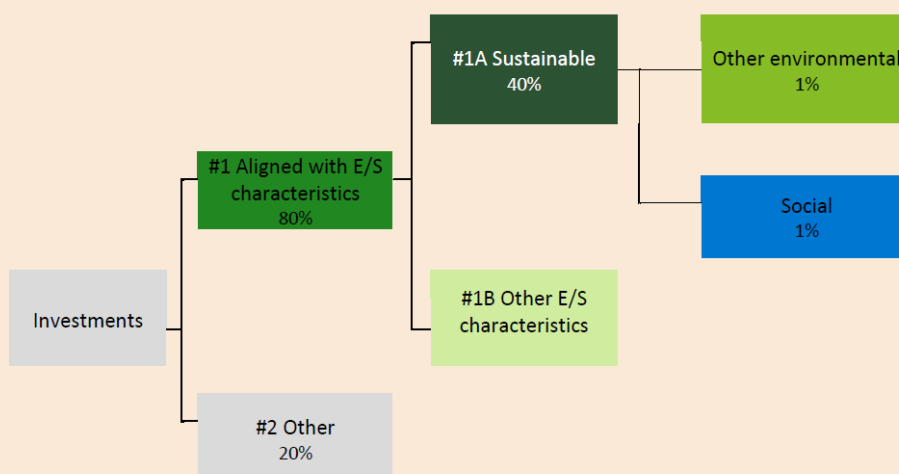 Investments
#1 Aligned with E/S
characteristics
80%
#2 Other
20%
#1A Sustainable
40%
#1B Other E/S
characteristics
Other environmental
1%
Social
1%